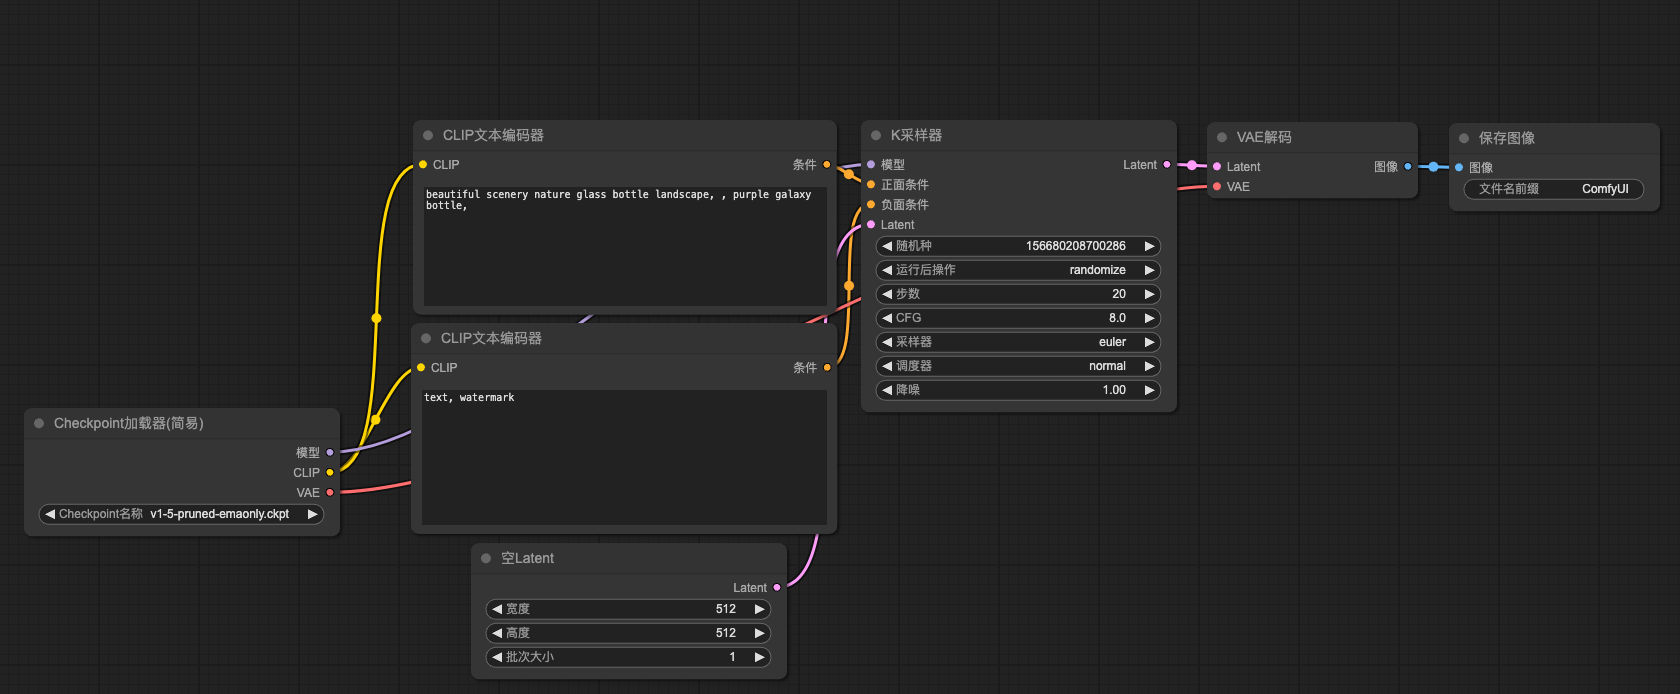 CLIP文本编码器
CLIP
条件
beautiful scenery nature glass bottle landscape, , purple galaxy
bottle,
CLIP文本编码器
CLIP
条件
text, watermark
Checkpoint加载器(简易)
模型
CLIP
VAE
Checkpoint名称 v1-5-pruned-emaonly.ckpt
空Latent
Latent
宽度 512
高度 512
批次大小 1
K采样器
模型
Latent
正面条件
负面条件
Latent
随机种 156680208700286
运行后操作 randomize
步数 20
CFG 8.0
采样器 euler
调度器 normal
降噪 1.00
VAE解码
Latent
图像
VAE
保存图像
图像
文件名前缀 ComfyUI